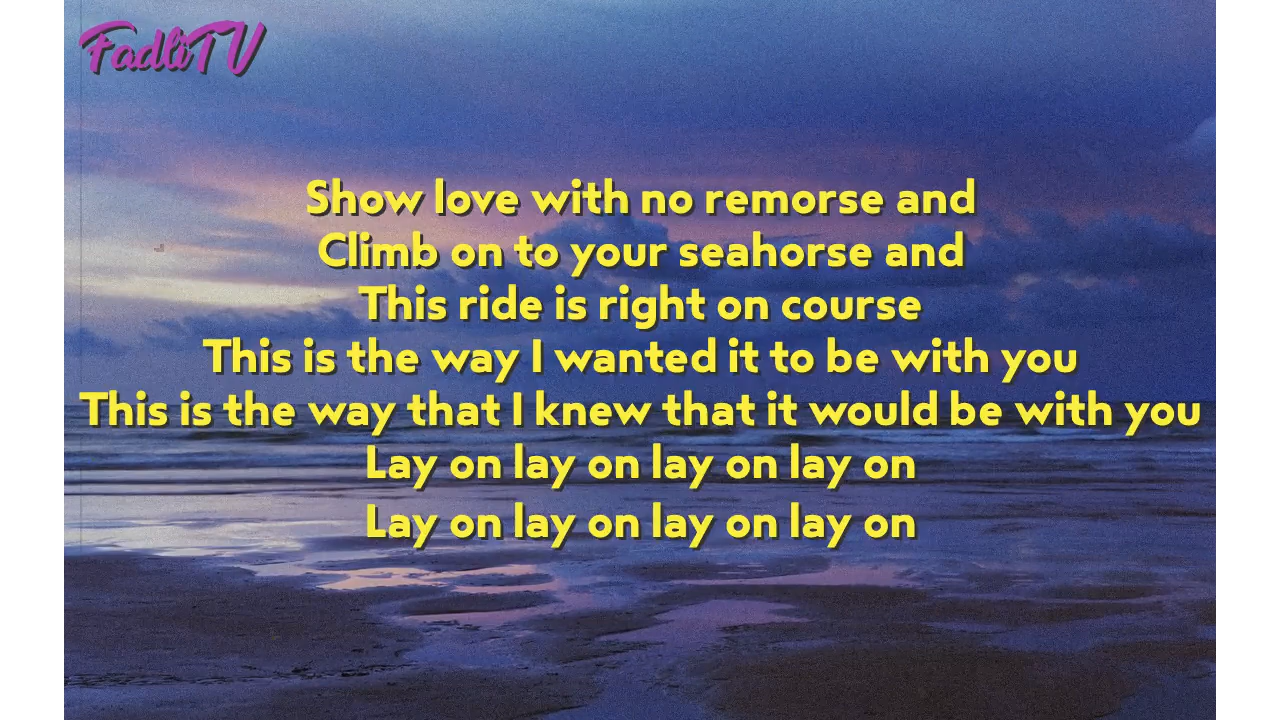 FadliTV
Show love with no remorse and
Climb on to your seahorse and
This ride is right on course
This is the way I wanted it to be with you
This is the way that I knew that it would be with you
Lay on lay on lay on lay on
Lay on lay on lay on lay on